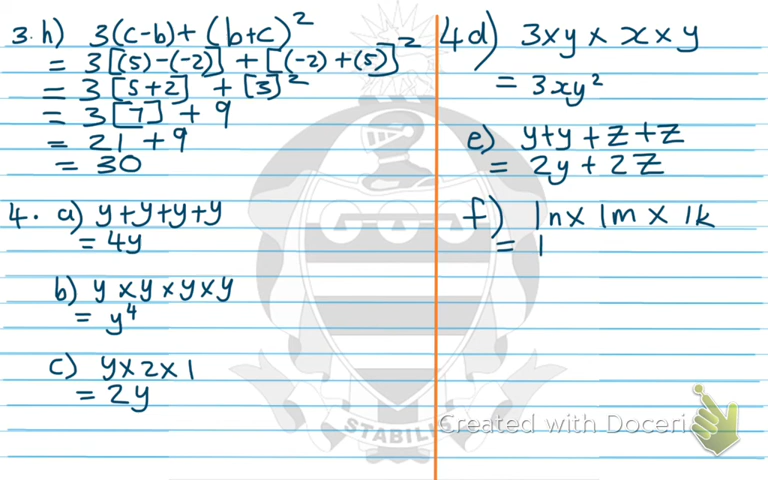 3. h) 3(c-b) + (b+c)²
= 3[(5)-(-2)] + [(-2) + (5)]²
= 3[5+2] + [3]²
= 3[7] + 9
= 21 + 9
= 30
4. a) y+y+y+y
= 4y
b) y × y × y × y
= y⁴
c) y × 2 × 1
= 2y
4d) 3 × y × x × y
= 3xy²
e) y+y + z + z
= 2y + 2z
f) 1n × 1m × 1k
= 1
Created with Doceri
STABILI